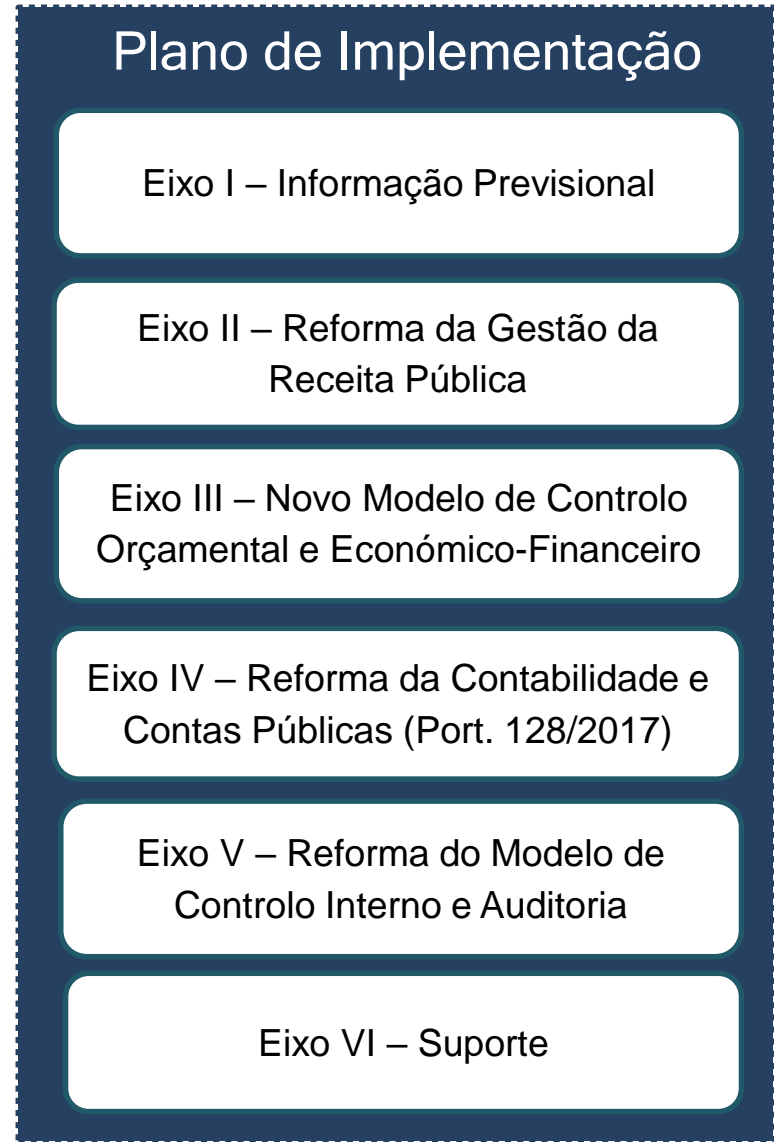 Plano de Implementação
Eixo I – Informação Previsional
Eixo II – Reforma da Gestão da
Receita Pública
Eixo III – Novo Modelo de Controlo
Orçamental e Económico-Financeiro
Eixo IV – Reforma da Contabilidade e
Contas Públicas (Port. 128/2017)
Eixo V – Reforma do Modelo de
Controlo Interno e Auditoria
Eixo VI – Suporte